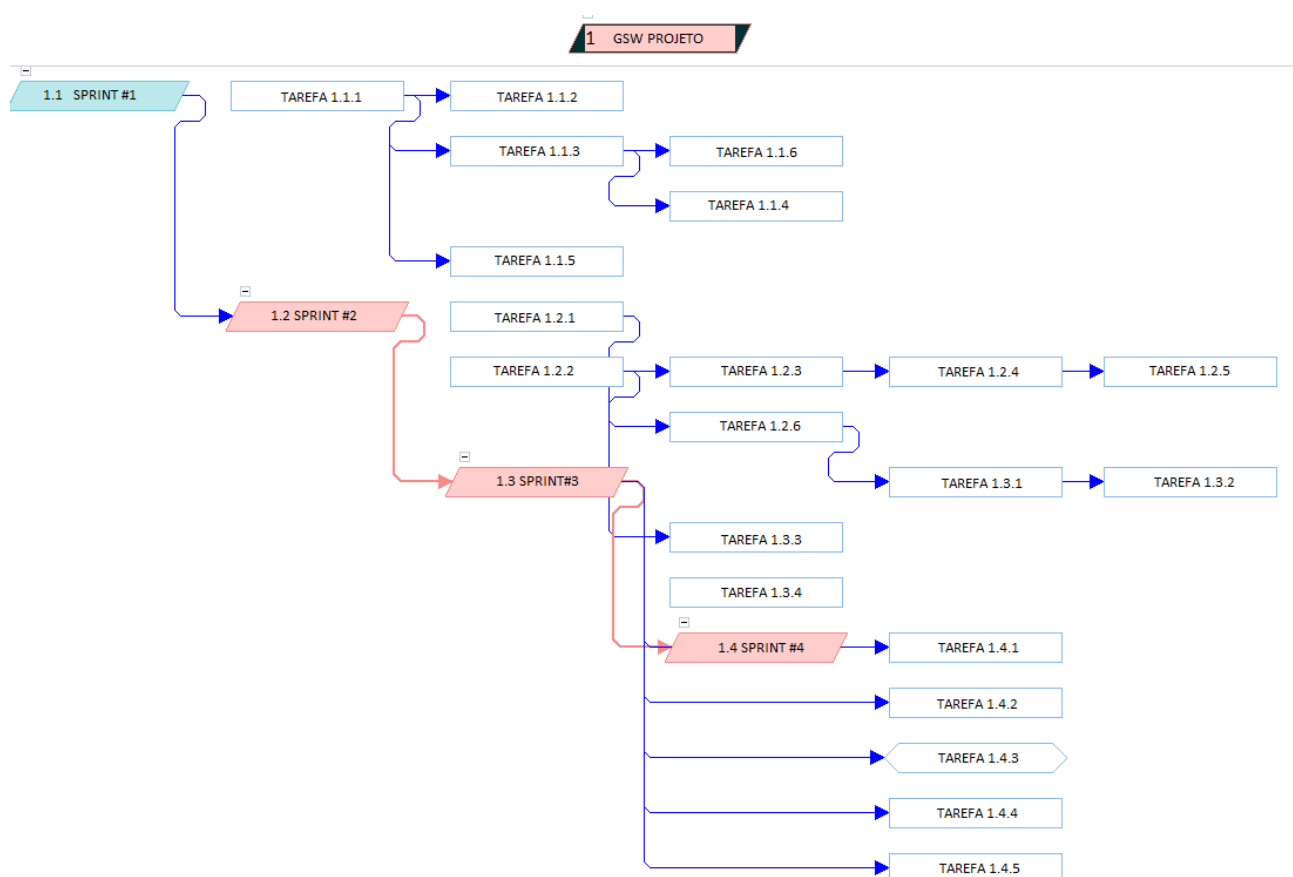 1 GSW PROJETO
1.1 SPRINT #1
TAREFA 1.1.1
TAREFA 1.1.2
TAREFA 1.1.3
TAREFA 1.1.6
TAREFA 1.1.4
TAREFA 1.1.5
1.2 SPRINT #2
TAREFA 1.2.1
TAREFA 1.2.2
TAREFA 1.2.3
TAREFA 1.2.4
TAREFA 1.2.5
TAREFA 1.2.6
1.3 SPRINT#3
TAREFA 1.3.1
TAREFA 1.3.2
TAREFA 1.3.3
TAREFA 1.3.4
1.4 SPRINT #4
TAREFA 1.4.1
TAREFA 1.4.2
TAREFA 1.4.3
TAREFA 1.4.4
TAREFA 1.4.5